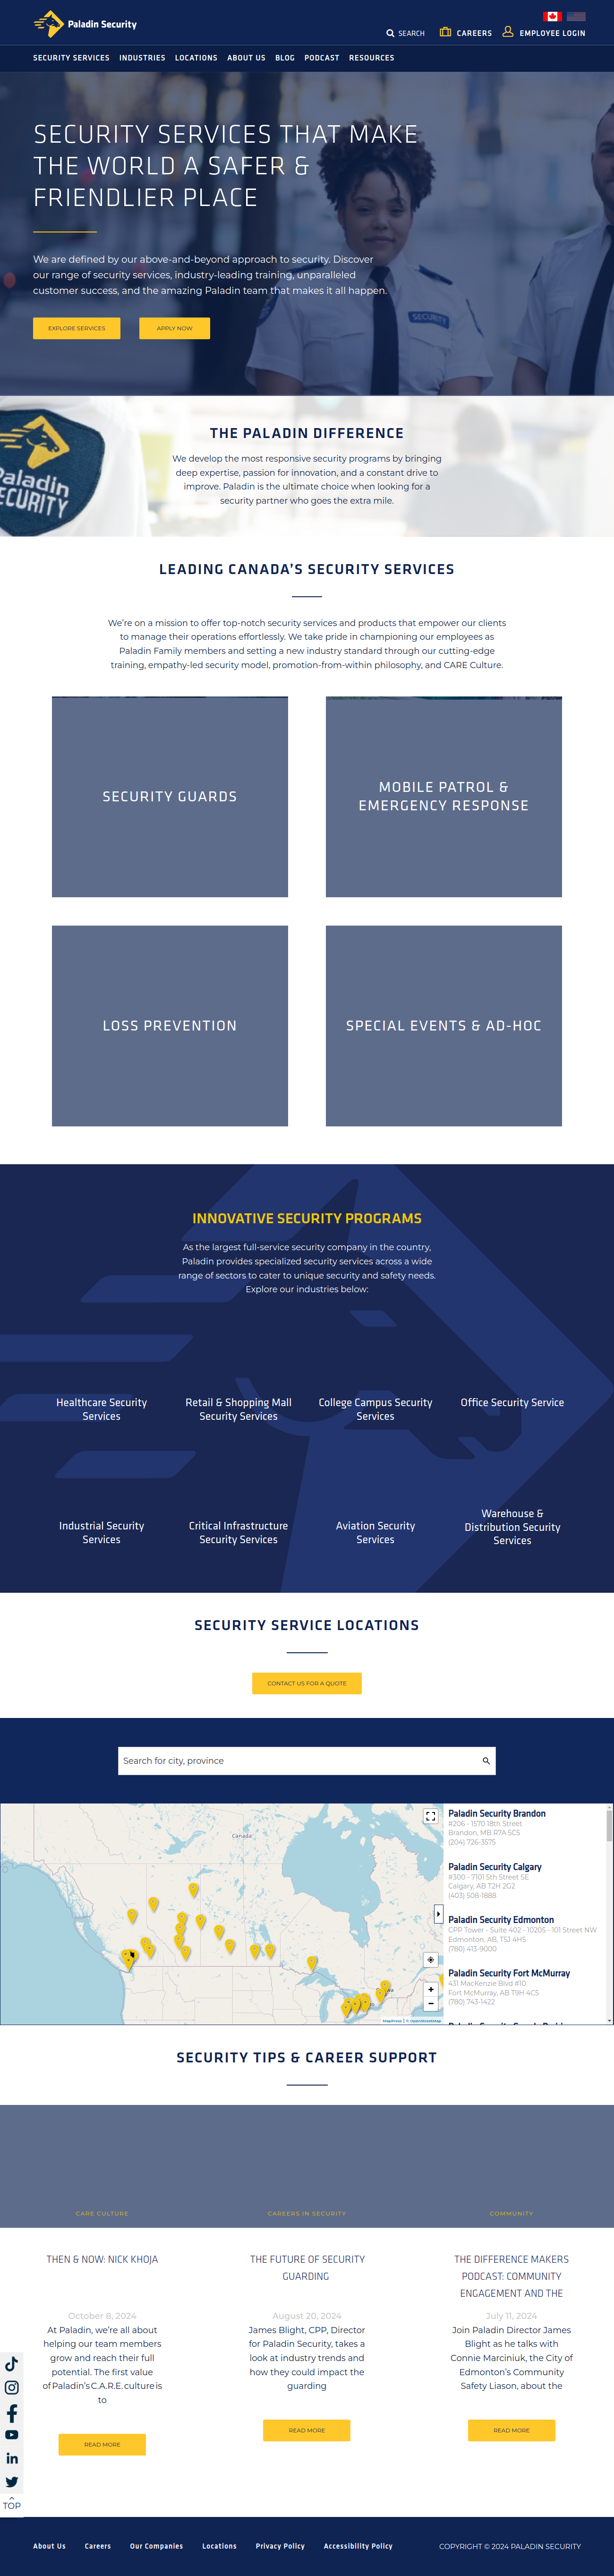 Paladin Security
SEARCH
CAREERS
EMPLOYEE LOGIN
SECURITY SERVICES
INDUSTRIES
LOCATIONS
ABOUT US
BLOG
PODCAST
RESOURCES
SECURITY SERVICES THAT MAKE
THE WORLD A SAFER &
FRIENDLIER PLACE
We are defined by our above-and-beyond approach to security. Discover
our range of security services, industry-leading training, unparalleled
customer success, and the amazing Paladin team that makes it all happen.
SECURITY
EXPLORE SERVICES
APPLY NOW
Paladin
SECURITY
THE PALADIN DIFFERENCE
We develop the most responsive security programs by bringing
deep expertise, passion for innovation, and a constant drive to
improve. Paladin is the ultimate choice when looking for a
security partner who goes the extra mile.
LEADING CANADA'S SECURITY SERVICES
We're on a mission to offer top-notch security services and products that empower our clients
to manage their operations effortlessly. We take pride in championing our employees as
Paladin Family members and setting a new industry standard through our cutting-edge
training, empathy-led security model, promotion-from-within philosophy, and CARE Culture.
SECURITY GUARDS
MOBILE PATROL &
EMERGENCY RESPONSE
LOSS PREVENTION
SPECIAL EVENTS & AD-HOC
INNOVATIVE SECURITY PROGRAMS
As the largest full-service security company in the country,
Paladin provides specialized security services across a wide
range of sectors to cater to unique security and safety needs.
Explore our industries below:
Healthcare Security
Services
Retail & Shopping Mall
Security Services
College Campus Security
Services
Office Security Service
Industrial Security
Services
Critical Infrastructure
Security Services
Aviation Security
Services
Warehouse &
Distribution Security
Services
SECURITY SERVICE LOCATIONS
CONTACT US FOR A QUOTE
Search for city, province
Canada
MapPress | © OpenStreetMap
Paladin Security Brandon
#206 - 1570 18th Street
Brandon, MB R7A 5C5
(204) 726-3575
Paladin Security Calgary
#300 - 7101 5th Street SE
Calgary, AB T2H 2G2
(403) 508-1888
Paladin Security Edmonton
CPP Tower - Suite 402 - 10205 - 101 Street NW
Edmonton, AB, T5J 4H5
(780) 413-9000
Paladin Security Fort McMurray
431 MacKenzie Blvd #10
Fort McMurray, AB T9H 4C5
(780) 743-1422
SECURITY TIPS & CAREER SUPPORT
CARE CULTURE
CAREERS IN SECURITY
COMMUNITY
THEN & NOW: NICK KHOJA
October 8, 2024
At Paladin, we're all about
helping our team members
grow and reach their full
potential. The first value
of Paladin's C.A.R.E. culture is
to
READ MORE
THE FUTURE OF SECURITY
GUARDING
August 20, 2024
James Blight, CPP, Director
for Paladin Security, takes a
look at industry trends and
how they could impact the
guarding
READ MORE
THE DIFFERENCE MAKERS
PODCAST: COMMUNITY
ENGAGEMENT AND THE
July 11, 2024
Join Paladin Director James
Blight as he talks with
Connie Marciniuk, the City of
Edmonton's Community
Safety Liason, about the
READ MORE
TOP
About Us
Careers
Our Companies
Locations
Privacy Policy
Accessibility Policy
COPYRIGHT © 2024 PALADIN SECURITY